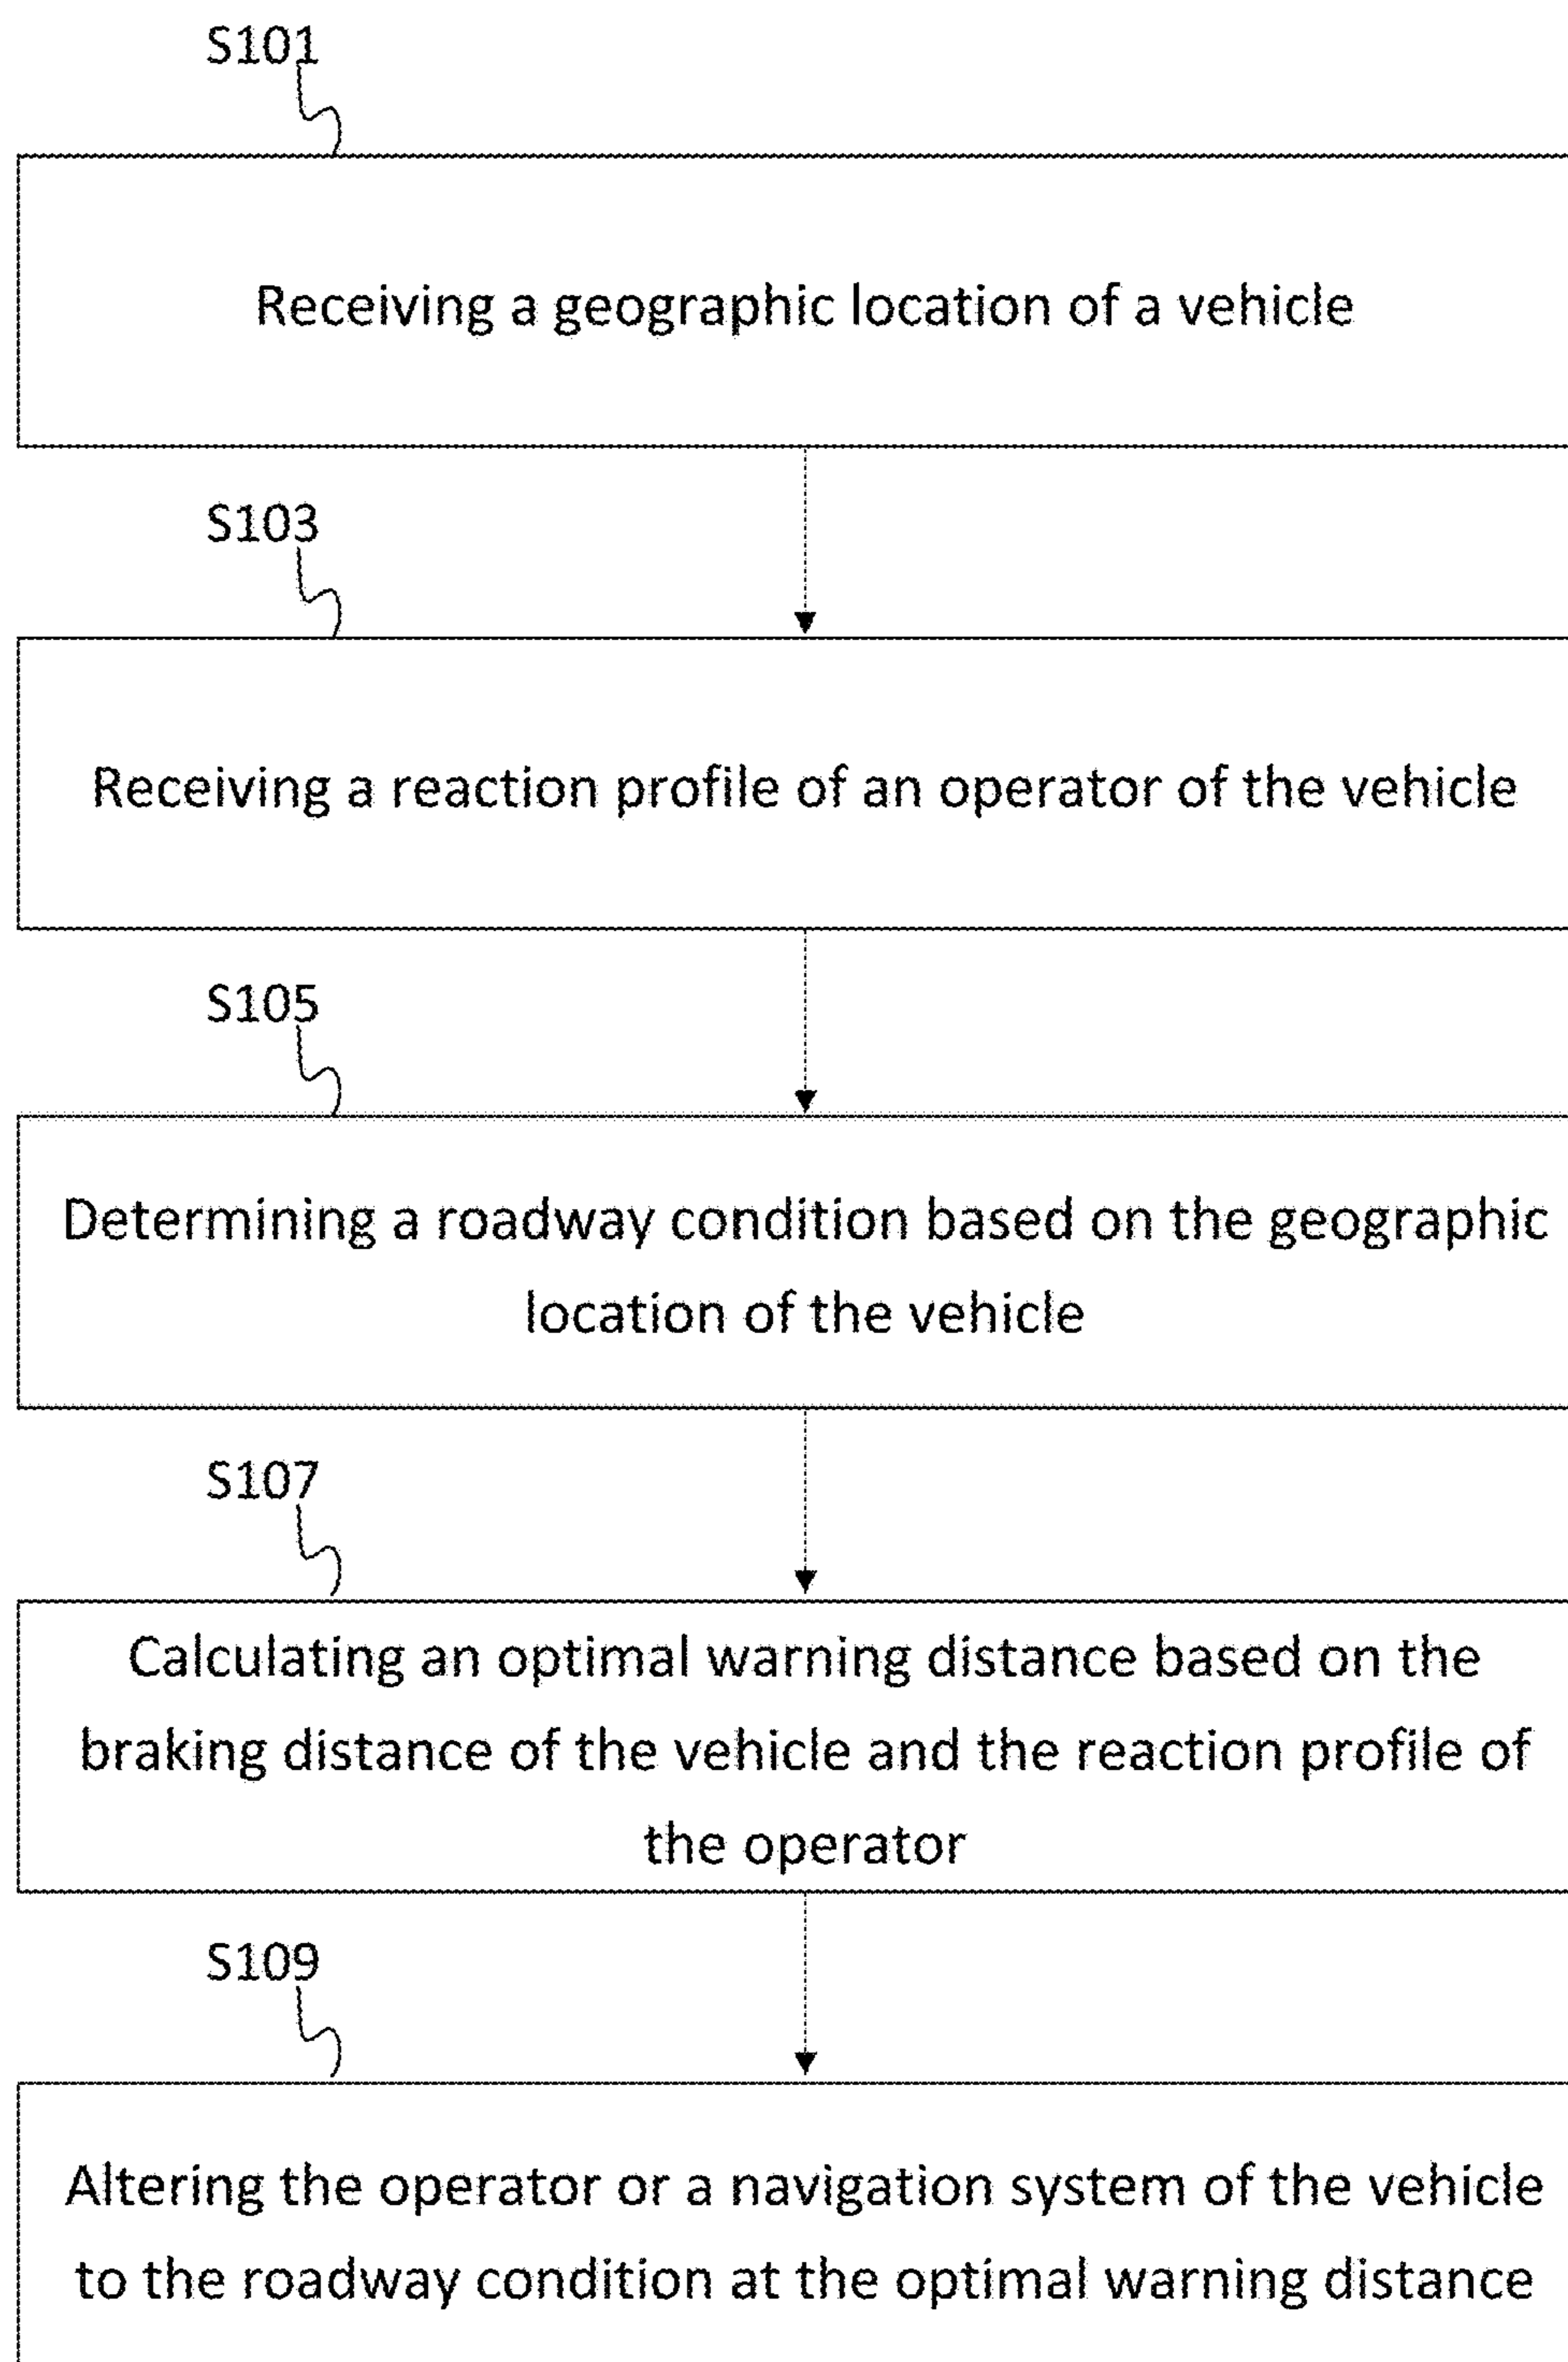 S101
Receiving a geographic location of a vehicle
S103
Receiving a reaction profile of an operator of the vehicle
S105
Determining a roadway condition based on the geographic
location of the vehicle
S107
Calculating an optimal warning distance based on the
braking distance of the vehicle and the reaction profile of
the operator
S109
Altering the operator or a navigation system of the vehicle
to the roadway condition at the optimal warning distance